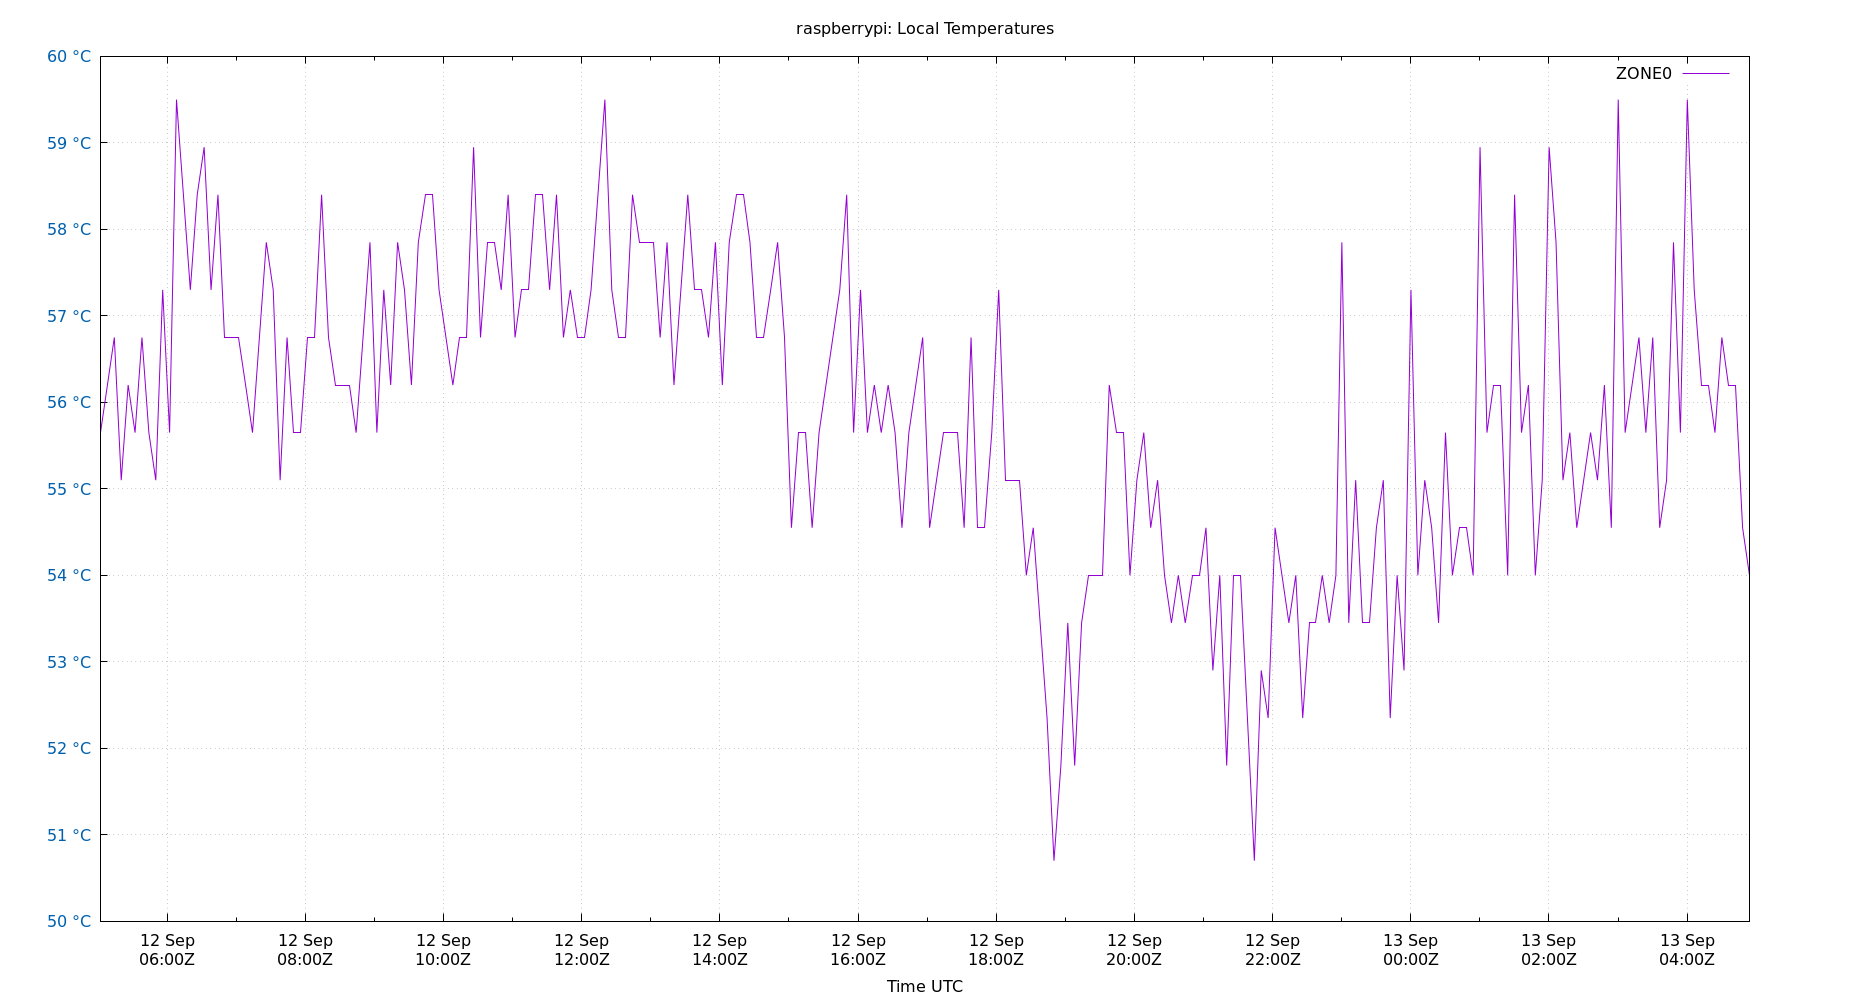 raspberrypi: Local Temperatures
60 °C
ZONE0
59 °C
58 °C
57 °C
56 °C
55 °C
54 °C
53 °C
52 °C
51 °C
50 °C
12 Sep 12 Sep 12 Sep 12 Sep 12 Sep 12 Sep 12 Sep 12 Sep 12 Sep 13 Sep 13 Sep 13 Sep
06:00Z 08:00Z 10:00Z 12:00Z 14:00Z 16:00Z 18:00Z 20:00Z 22:00Z 00:00Z 02:00Z 04:00Z
Time UTC